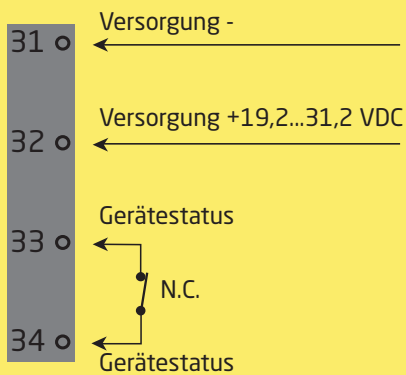 31 Versorgung -
32 Versorgung +19,2...31,2 VDC
33 Gerätestatus
N.C.
34 Gerätestatus